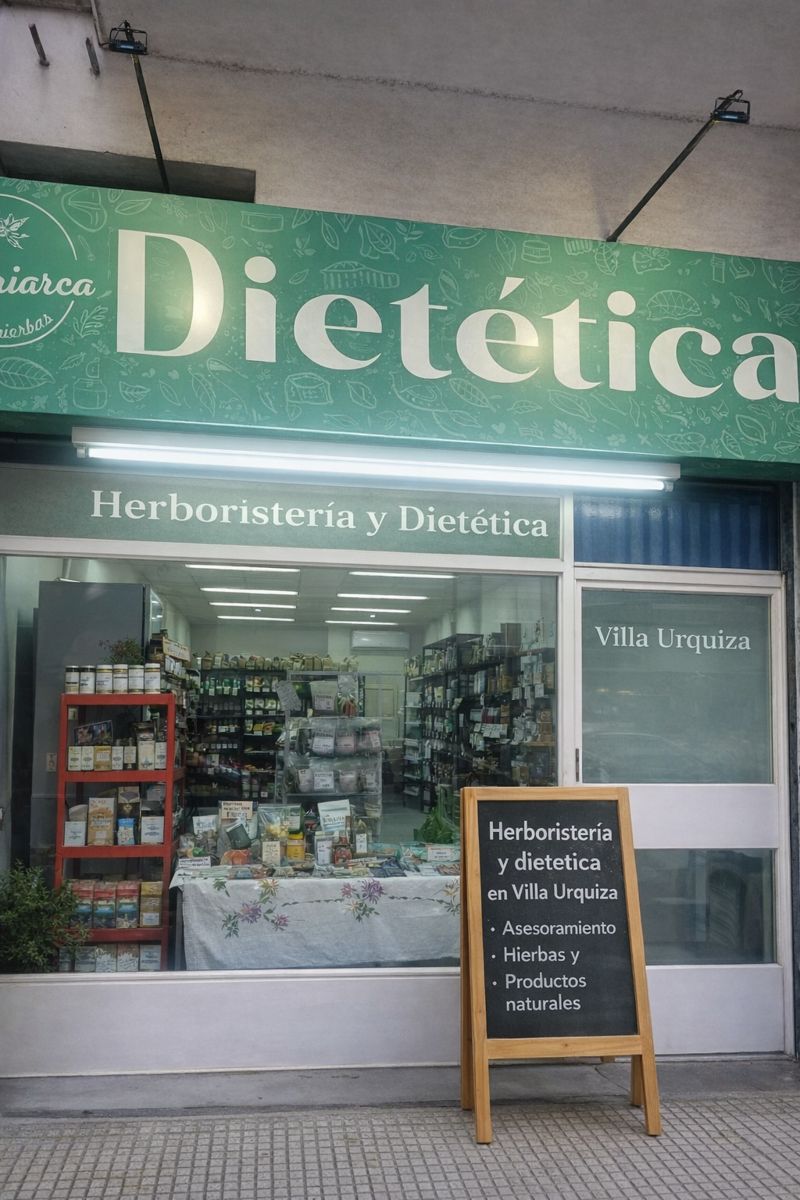 Dietética
Herboristería y Dietética
Villa Urquiza
Herboristería
y dietetica
en Villa Urquiza
· Asesoramiento
· Hierbas y
· Productos
naturales